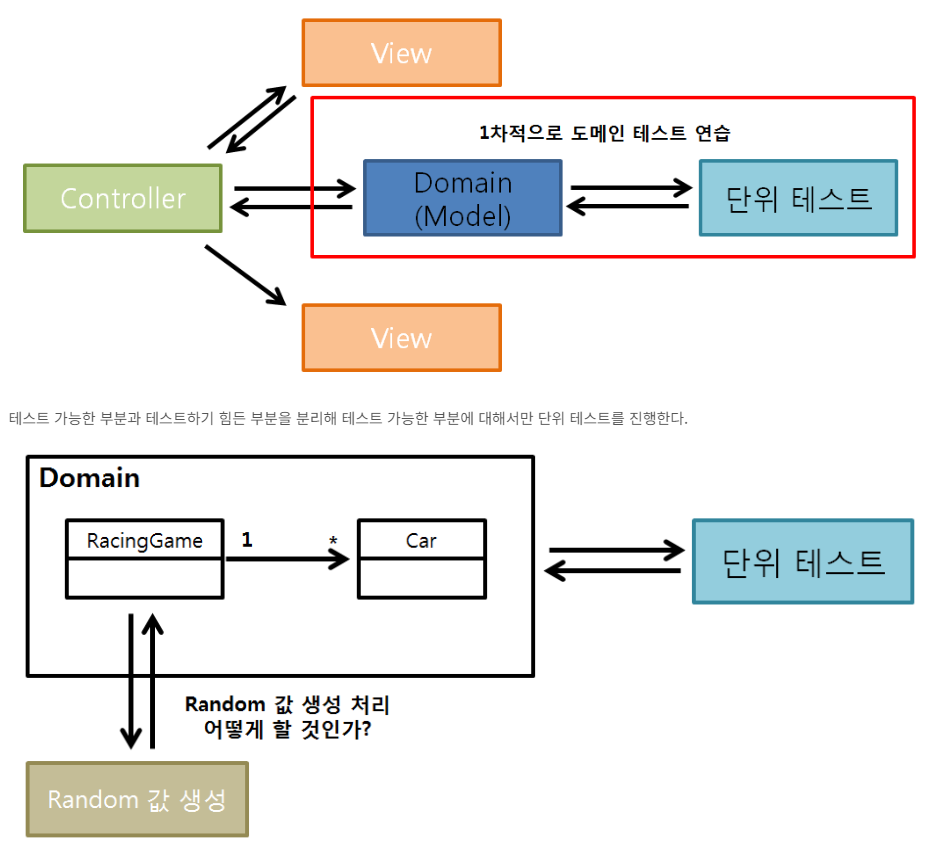 View
1차적으로 도메인 테스트 연습
Controller
Domain
(Model)
단위 테스트
View
테스트 가능한 부분과 테스트하기 힘든 부분을 분리해 테스트 가능한 부분에 대해서만 단위 테스트를 진행한다.
Domain
RacingGame
1
*
Car
단위 테스트
Random 값 생성 처리
어떻게 할 것인가?
Random 값 생성